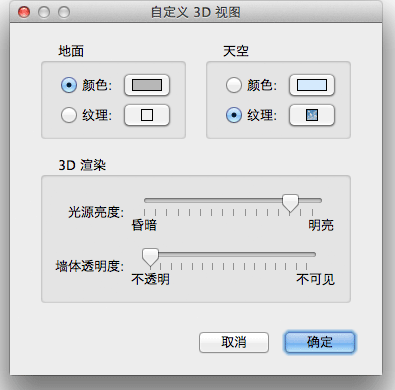 自定义 3D 视图
地面
天空
颜色:
颜色:
纹理:
纹理:
3D 渲染
光源亮度:
昏暗
明亮
墙体透明度:
不透明
不可见
取消
确定